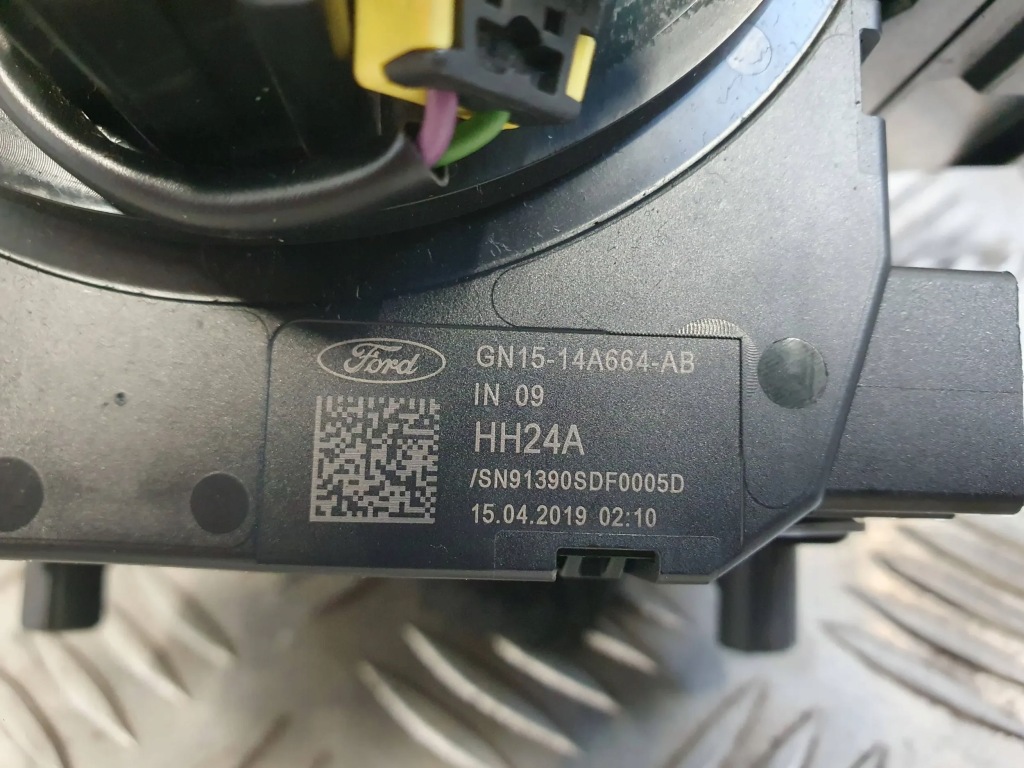 Ford
GN15-14A664-AB
IN 09
HH24A
/SN91390SDF0005D
15.04.2019 02:10